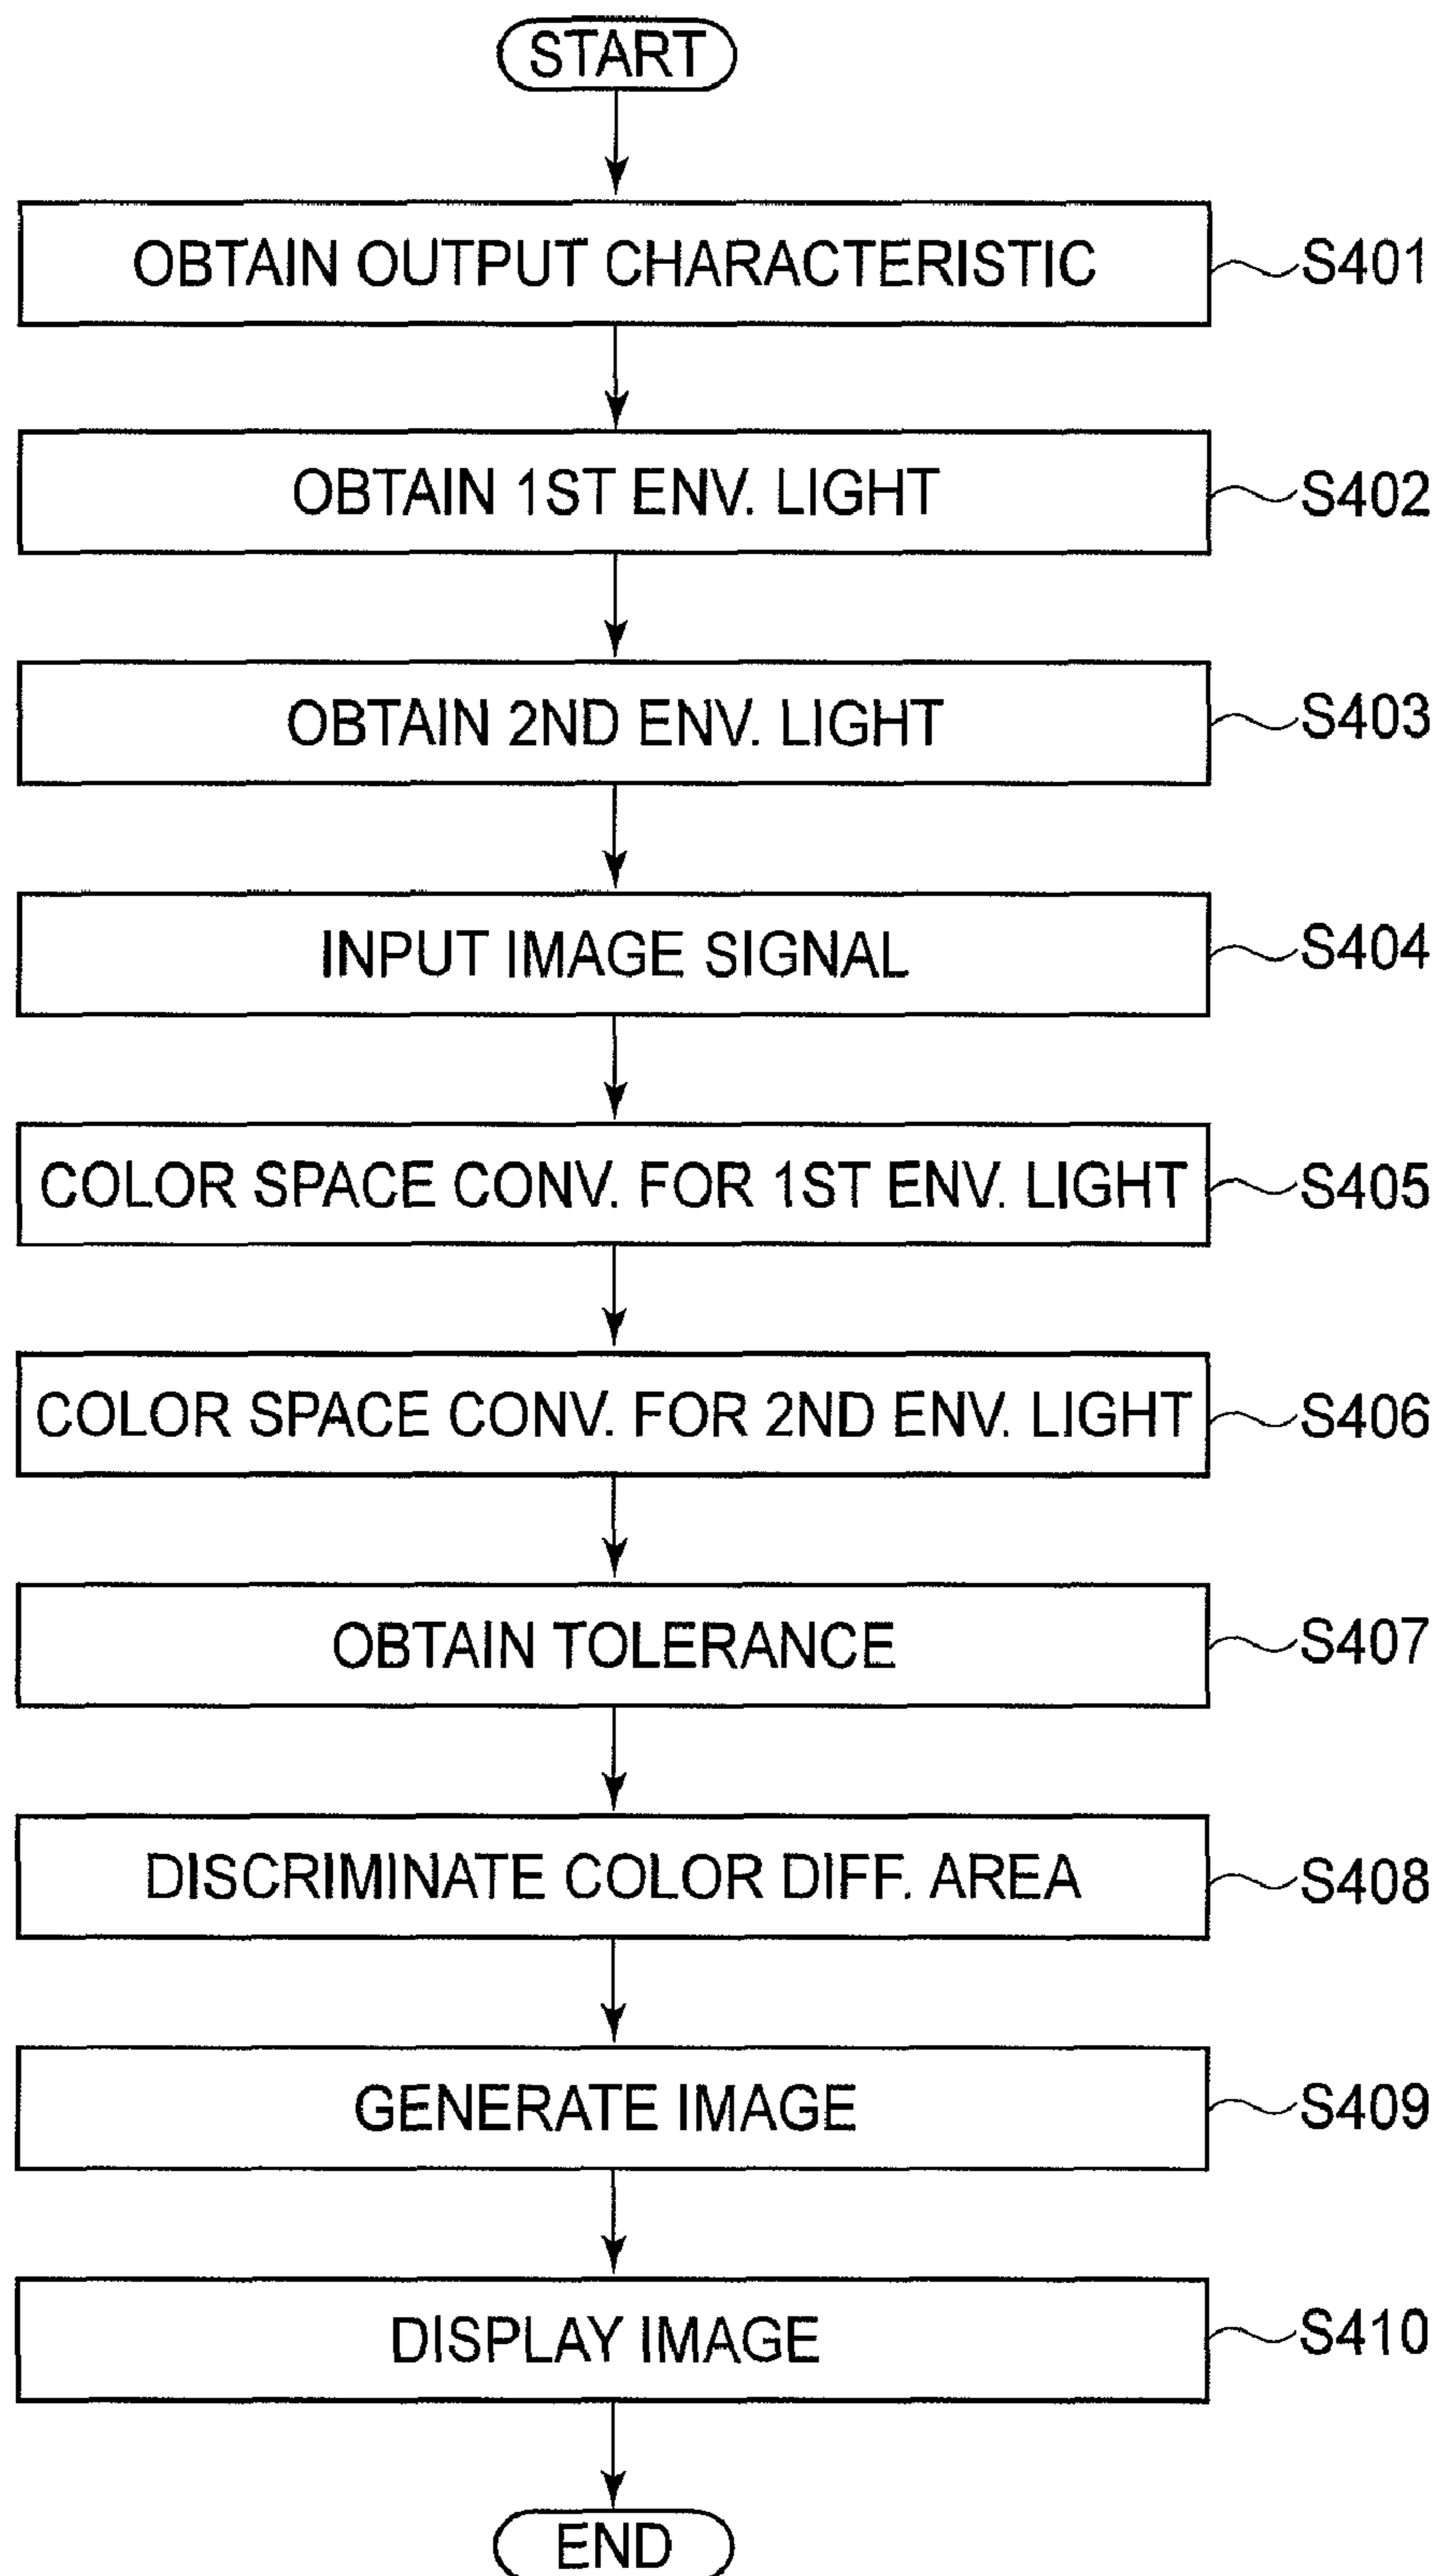 START
OBTAIN OUTPUT CHARACTERISTIC S401
OBTAIN 1ST ENV. LIGHT S402
OBTAIN 2ND ENV. LIGHT S403
INPUT IMAGE SIGNAL S404
COLOR SPACE CONV. FOR 1ST ENV. LIGHT S405
COLOR SPACE CONV. FOR 2ND ENV. LIGHT S406
OBTAIN TOLERANCE S407
DISCRIMINATE COLOR DIFF. AREA S408
GENERATE IMAGE S409
DISPLAY IMAGE S410
END